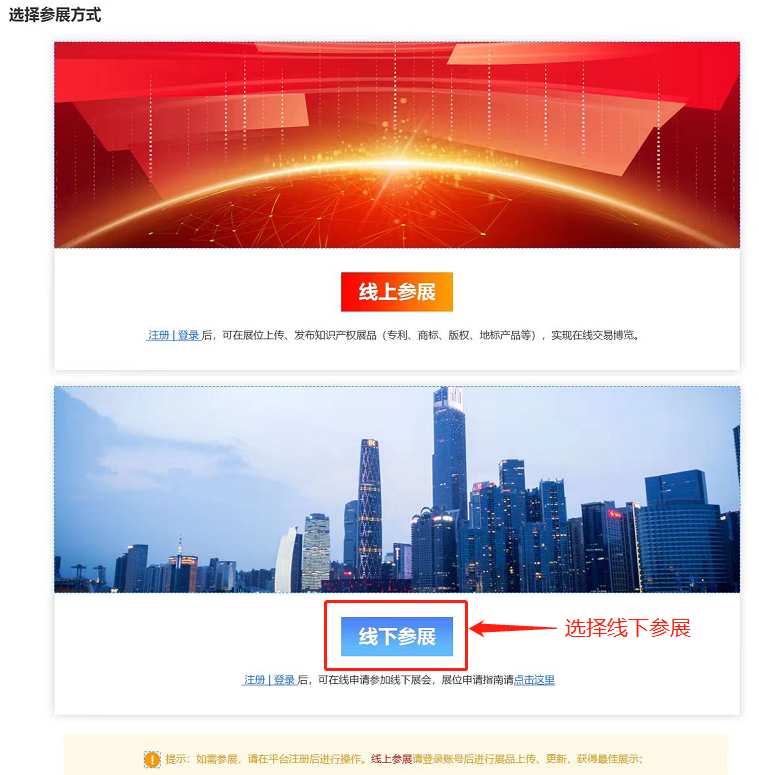 选择参展方式
线上参展
注册 | 登录 后，可在展位上传、发布知识产权展品（专利、商标、版权、地标产品等），实现在线交易博览。
线下参展
选择线下参展
注册 | 登录 后，可在线申请参加线下展会，展位申请指南请点击这里
提示：如需参展，请在平台注册后进行操作。线上参展请登录账号后进行展品上传、更新，获得最佳展示；